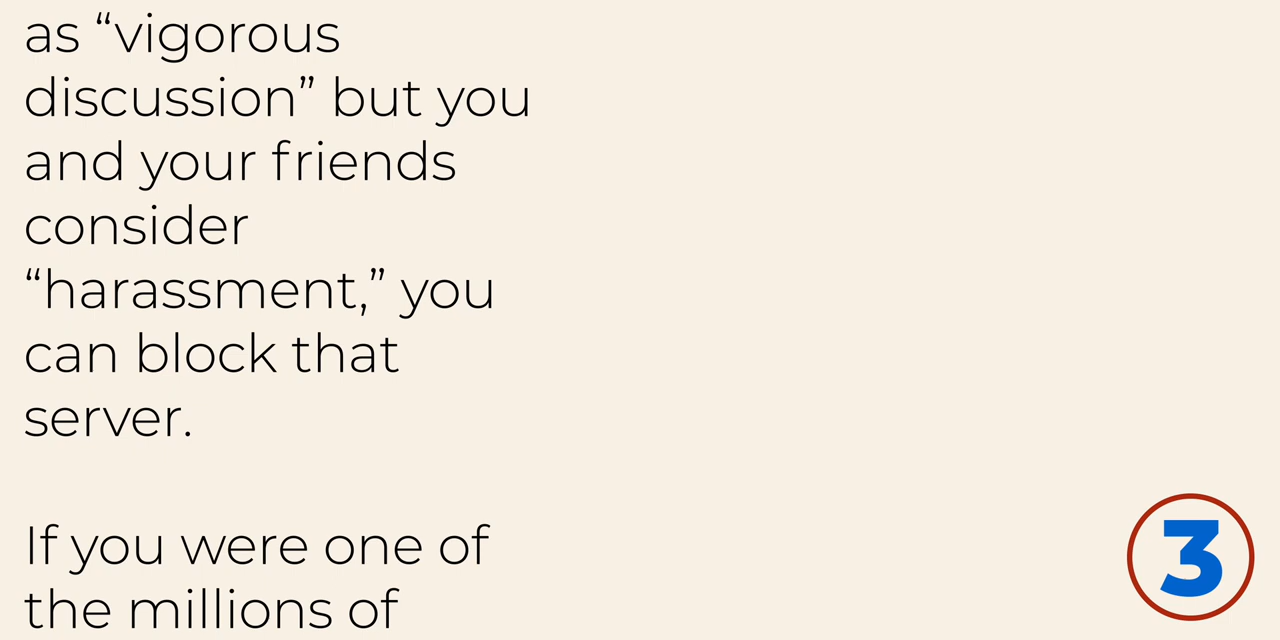 as “vigorous
discussion” but you
and your friends
consider
“harassment,” you
can block that
server.
If you were one of
the millions of
3